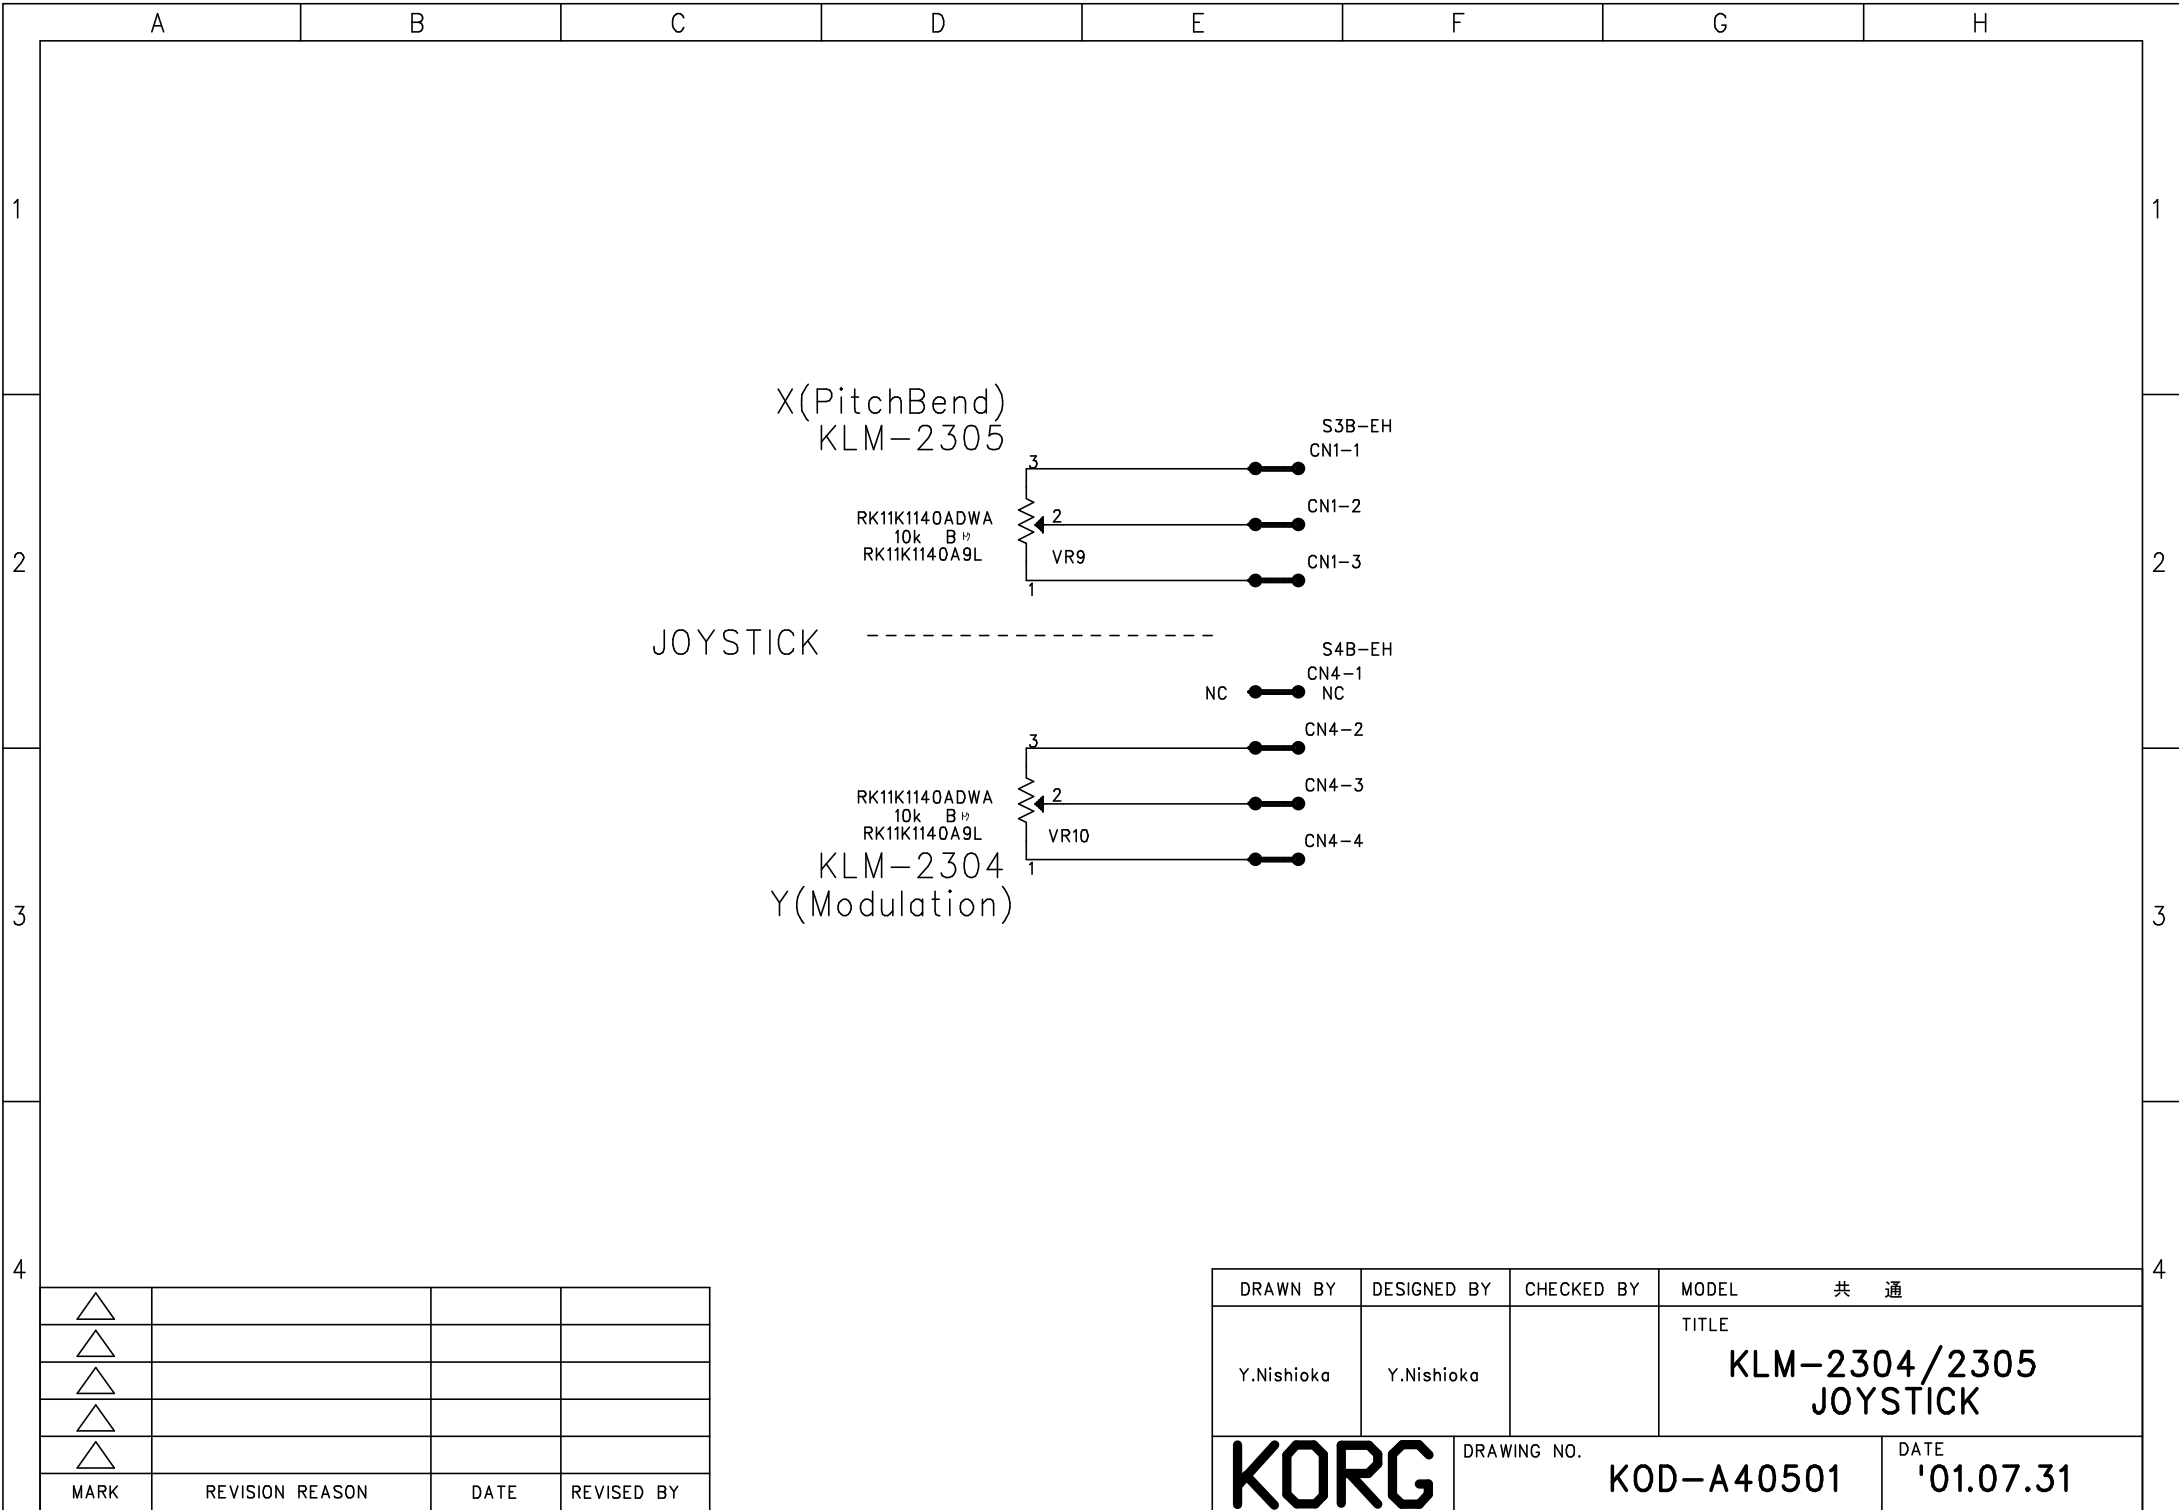 A B C D E F G H
1 1
X(PitchBend)
KLM-2305
S3B-EH
CN1-1
3
CN1-2
2
RK11K1140ADWA
10k B
RK11K1140A9L
VR9
CN1-3
1
2 2
JOYSTICK
S4B-EH
CN4-1
NC NC
CN4-2
3
CN4-3
2
RK11K1140ADWA
10k B
RK11K1140A9L
VR10
CN4-4
1
KLM-2304
Y(Modulation)
3 3
4 4
MARK REVISION REASON DATE REVISED BY
DRAWN BY DESIGNED BY CHECKED BY MODEL 共 通
TITLE
Y.Nishioka Y.Nishioka
KLM-2304/2305
JOYSTICK
KORG
DRAWING NO.
KOD-A40501
DATE
'01.07.31